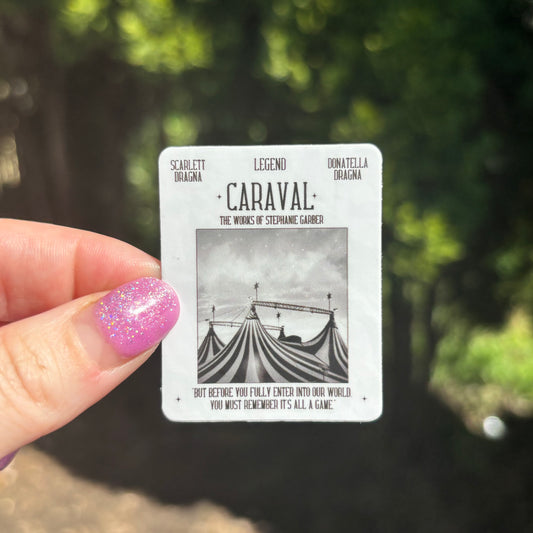 SCARLETT LEGEND DONATELLA
DRAGNA DRAGNA
CARAVAL
THE WORKS OF STEPHANIE GARBER
"BUT BEFORE YOU FULLY ENTER INTO OUR WORLD,
YOU MUST REMEMBER IT'S ALL A GAME."